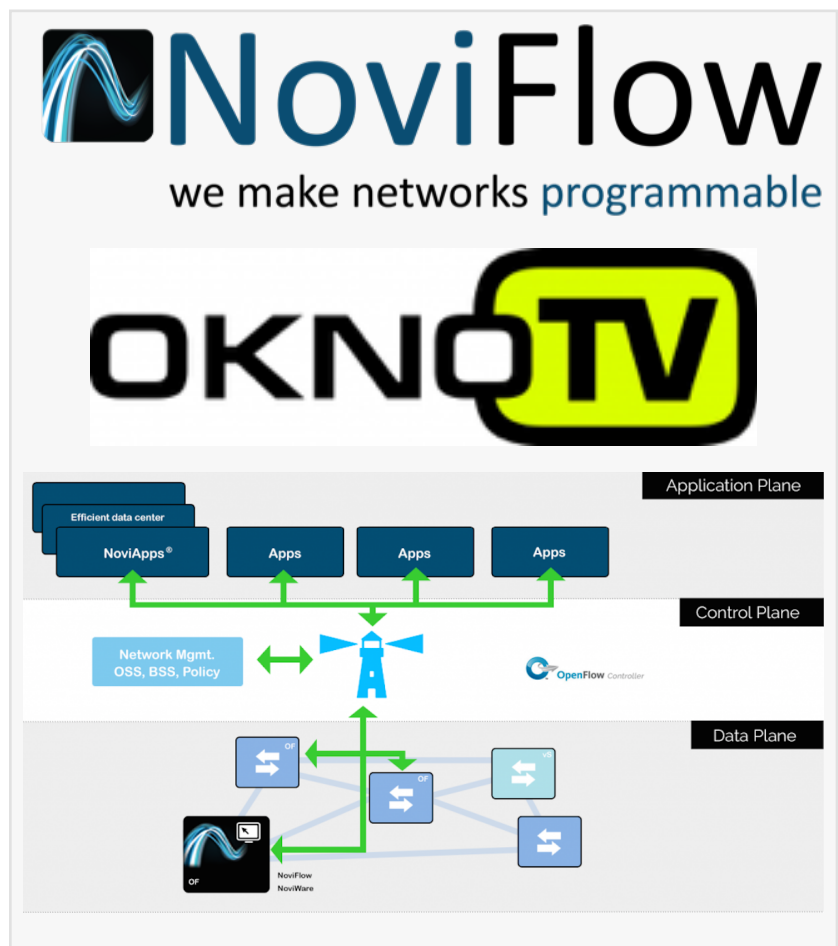 NoviFlow
we make networks programmable
OKNOTV
Application Plane
Efficient data center
NoviApps®
Apps
Apps
Apps
Control Plane
Network Mgmt.
OSS, BSS, Policy
OpenFlow Controller
Data Plane
OF
vS
OF
OF
NoviFlow
NoviWare